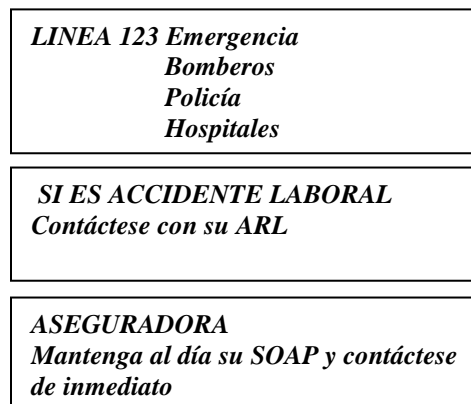 LINEA 123 Emergencia
Bomberos
Policía
Hospitales
SI ES ACCIDENTE LABORAL
Contáctese con su ARL
ASEGURADORA
Mantenga al día su SOAP y contáctese
de inmediato